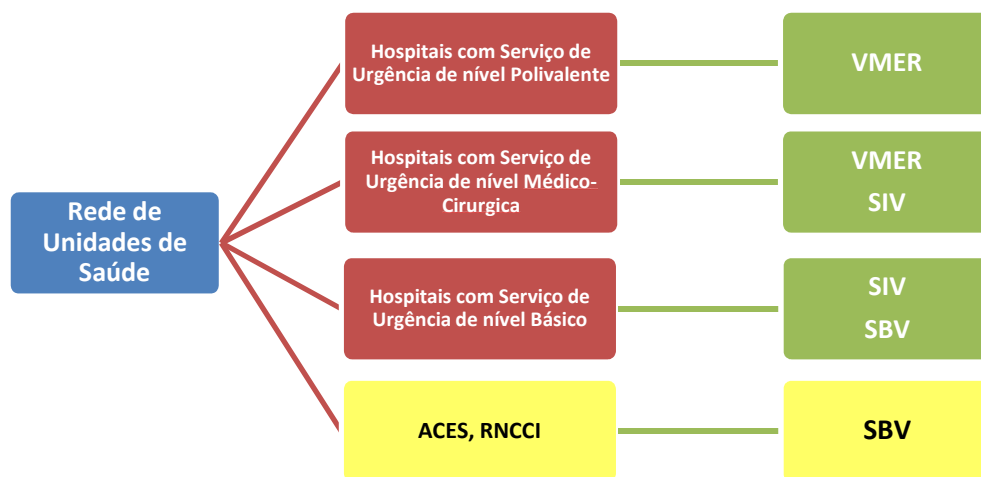 Hospitais com Serviço de
Urgência de nível Polivalente
VMER
Hospitais com Serviço de
Urgência de nível Médico-
Cirurgica
VMER
SIV
Rede de
Unidades de
Saúde
Hospitais com Serviço de
Urgência de nível Básico
SIV
SBV
ACES, RNCCI
SBV